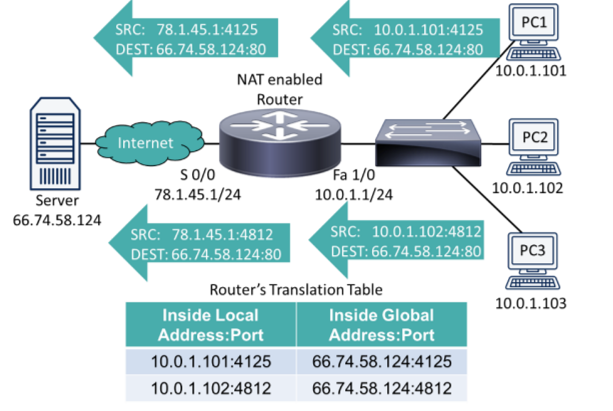 SRC: 78.1.45.1:4125
DEST: 66.74.58.124:80
SRC: 10.0.1.101:4125
DEST: 66.74.58.124:80
PC1
10.0.1.101
NAT enabled
Router
Internet
PC2
10.0.1.102
Server
66.74.58.124
S 0/0
78.1.45.1/24
Fa 1/0
10.0.1.1/24
SRC: 78.1.45.1:4812
DEST: 66.74.58.124:80
SRC: 10.0.1.102:4812
DEST: 66.74.58.124:80
PC3
10.0.1.103
Router's Translation Table
Inside Local
Address:Port
Inside Global
Address:Port
10.0.1.101:4125
66.74.58.124:4125
10.0.1.102:4812
66.74.58.124:4812